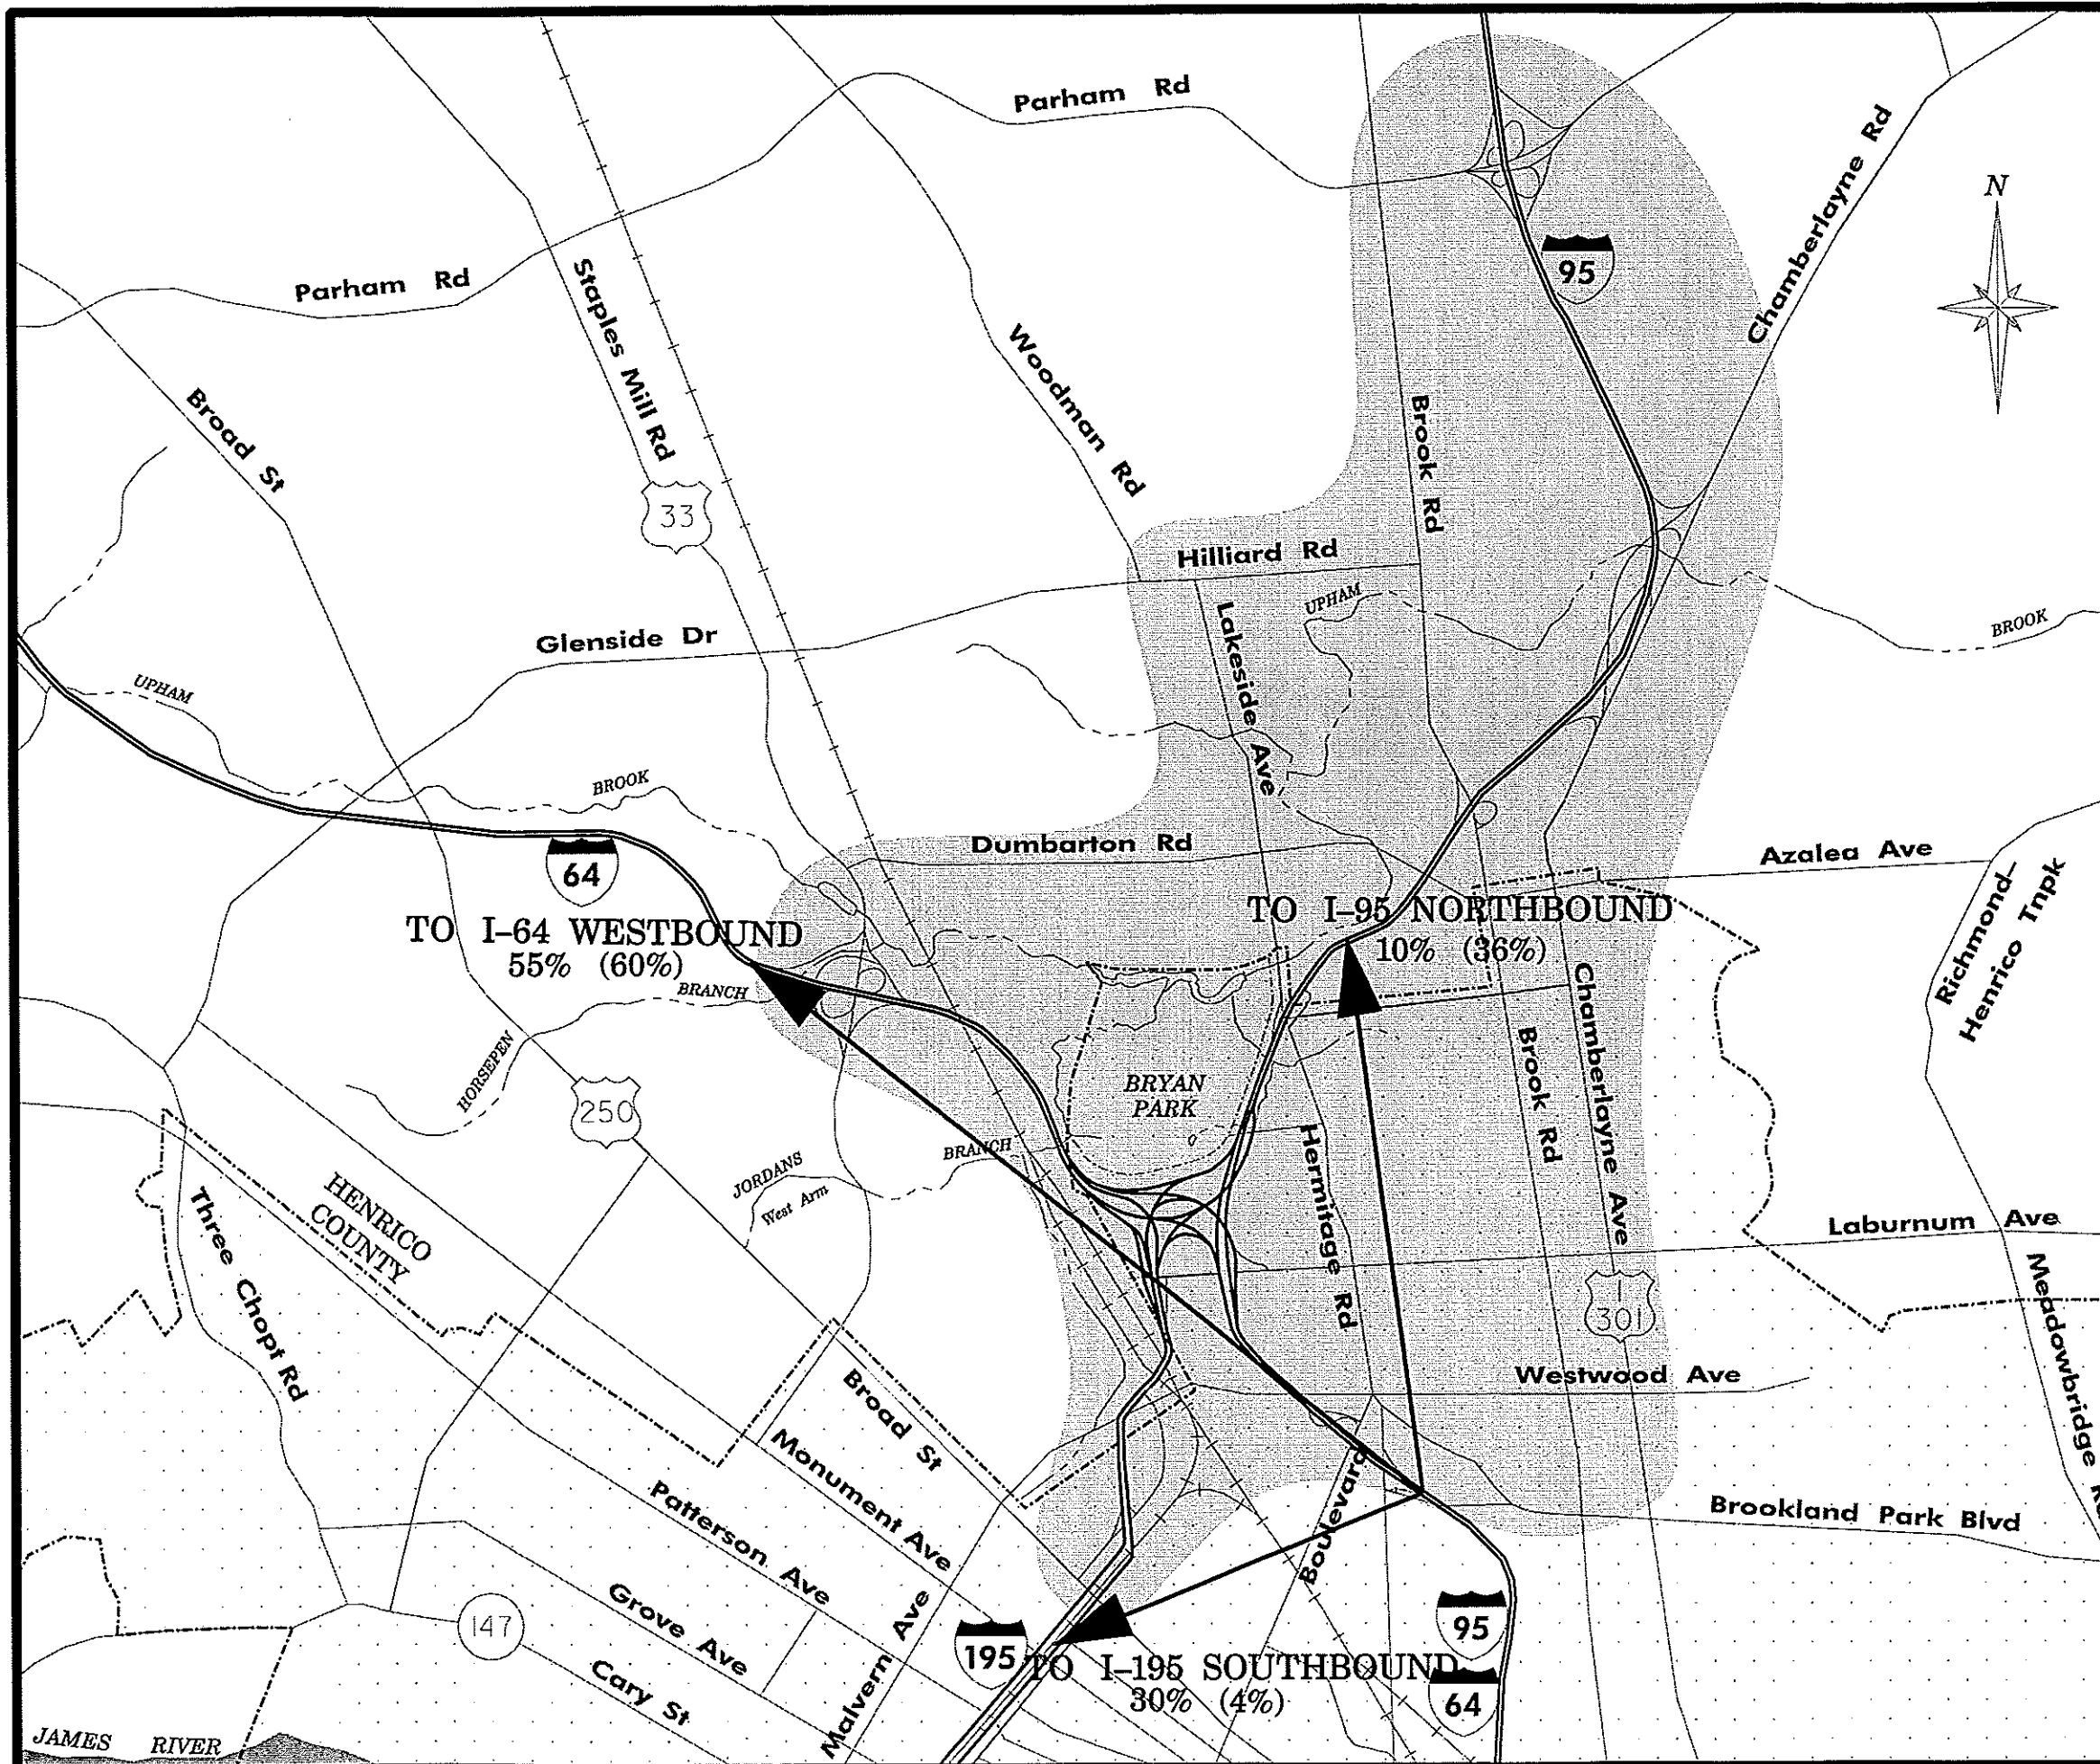 Parham Rd
Parham Rd
Chamberlayne Rd
N
95
Staples Mill Rd
Broad St
Woodman Rd
Brook Rd
33
Hilliard Rd
UPHAM
BROOK
Glenside Dr
Lakeside Ave
UPHAM
BROOK
Dumbarton Rd
Azalea Ave
64
Richmond–
Henrico Tnpk
TO I–64 WESTBOUND
55% (60%)
TO I–95 NORTHBOUND
10% (36%)
BRANCH
HORSEPEN
Chamberlayne Ave
Brook Rd
250
BRYAN
PARK
Hermitage Rd
BRANCH
JORDANS
West Arm
HENRICO
COUNTY
Three Chopt Rd
Laburnum Ave
Meadowbridge
1
301
Westwood Ave
Broad St
Monument Ave
Patterson Ave
Boulevard
Brookland Park Blvd
Grove Ave
Malvern Ave
147
Cary St
195
95
64
TO I–195 SOUTHBOUND
30% (4%)
JAMES RIVER